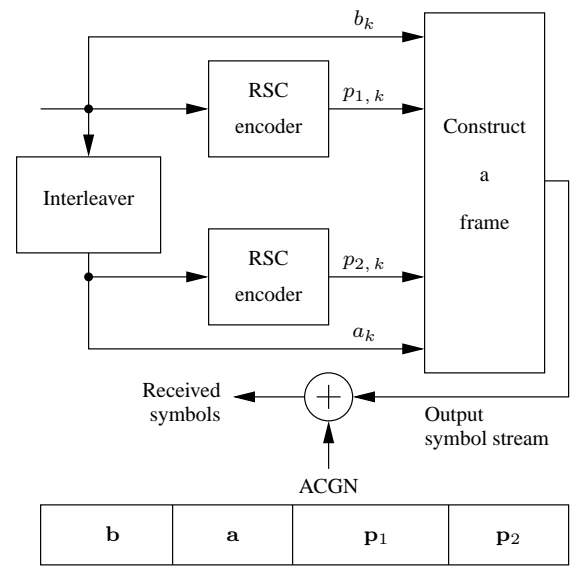 b_k
RSC
encoder
p_{1, k}
Construct
a
frame
Interleaver
RSC
encoder
p_{2, k}
a_k
Received
symbols
Output
symbol stream
ACGN
b a p_1 p_2